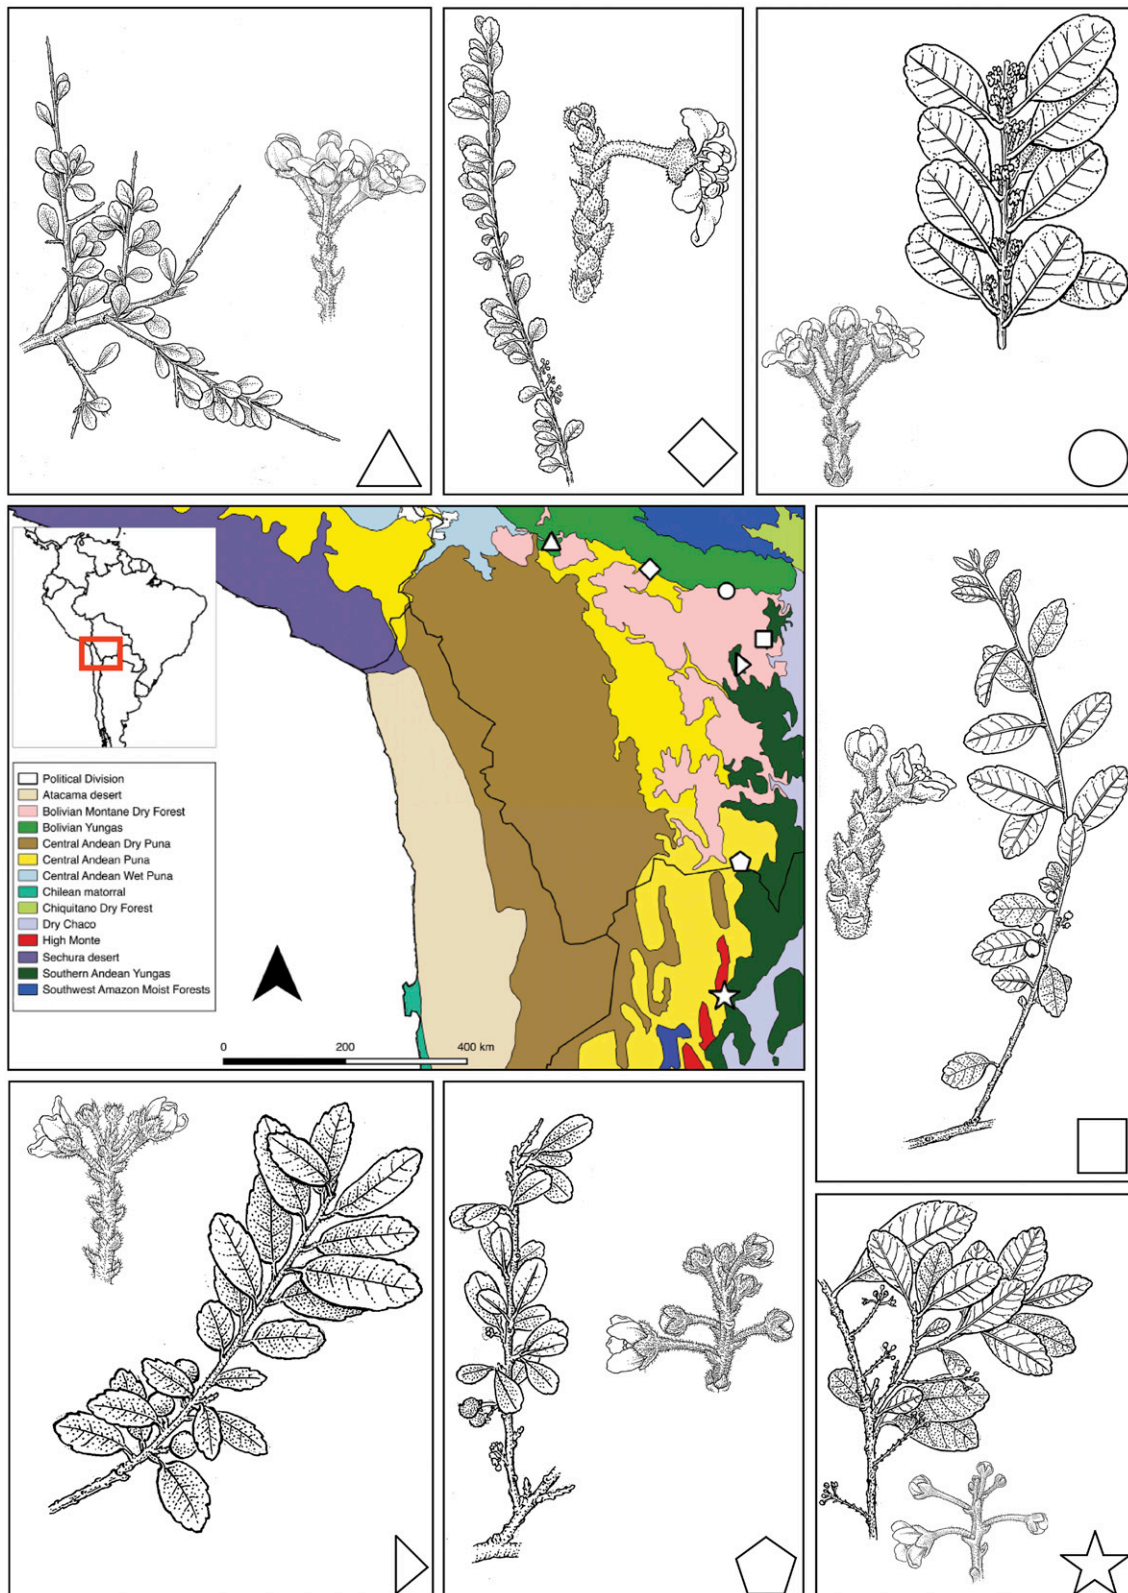 Political Division
Atacama desert
Bolivian Montane Dry Forest
Bolivian Yungas
Central Andean Dry Puna
Central Andean Puna
Central Andean Wet Puna
Chilean matorral
Chiquitano Dry Forest
Dry Chaco
High Monte
Sechura desert
Southern Andean Yungas
Southwest Amazon Moist Forests
0 200 400 km